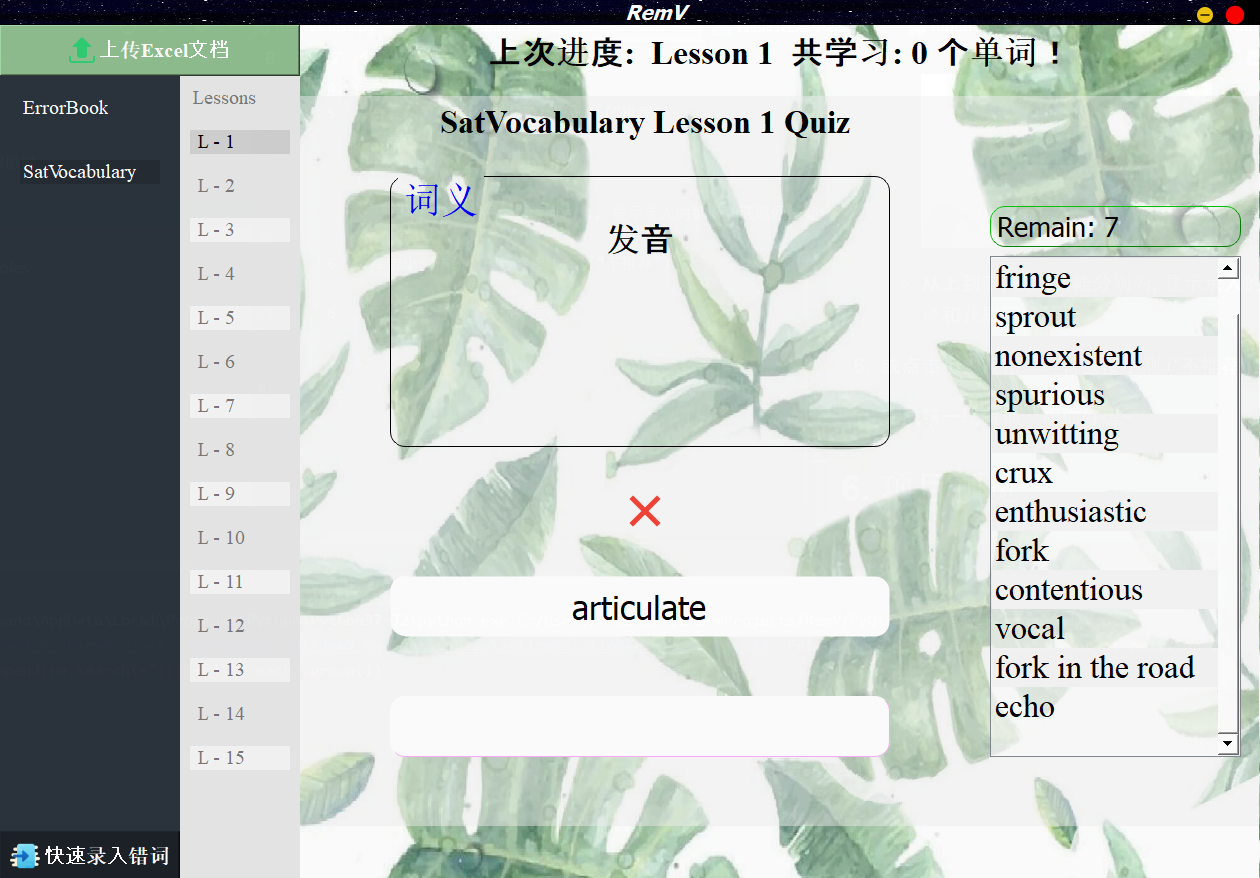 RemV
上传Excel文档
上次进度: Lesson 1 共学习: 0 个单词！
ErrorBook
SatVocabulary
Lessons
L - 1
L - 2
L - 3
L - 4
L - 5
L - 6
L - 7
L - 8
L - 9
L - 10
L - 11
L - 12
L - 13
L - 14
L - 15
SatVocabulary Lesson 1 Quiz
词义
发音
articulate
Remain: 7
fringe
sprout
nonexistent
spurious
unwitting
crux
enthusiastic
fork
contentious
vocal
fork in the road
echo
快速录入错词